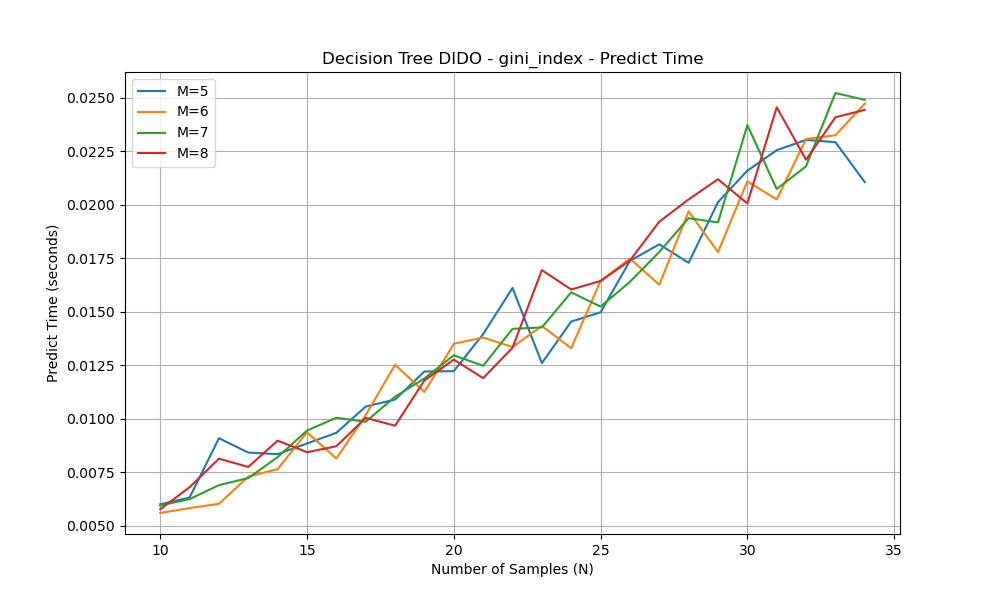 Decision Tree DIDO - gini_index - Predict Time
M=5
M=6
M=7
M=8
0.0250
0.0225
0.0200
0.0175
0.0150
0.0125
0.0100
0.0075
0.0050
Predict Time (seconds)
10 15 20 25 30 35
Number of Samples (N)